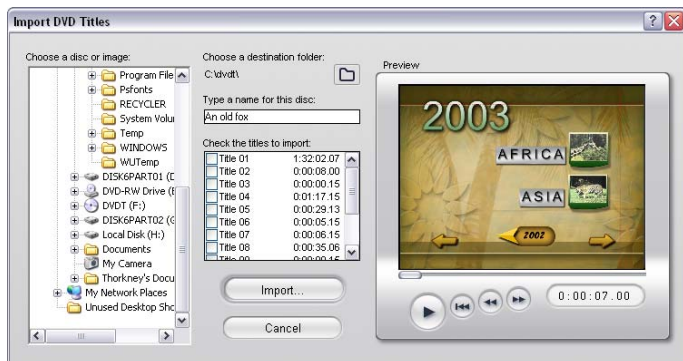 Import DVD Titles
Choose a disc or image:
Program File
Psfonts
RECYCLER
System Volu
Temp
WINDOWS
WUTemp
DISK6PART01 (D
DVD-RW Drive (E
DVDT (F:)
DISK6PART02 (G
Local Disk (H:)
Documents
My Camera
Thorkney's Docu
My Network Places
Unused Desktop Sho
Choose a destination folder:
C:\dvdt\
Type a name for this disc:
An old fox
Check the titles to import:
Title 01 1:32:02.07
Title 02 0:00:08.00
Title 03 0:00:00.15
Title 04 0:01:17.15
Title 05 0:00:29.13
Title 06 0:00:05.15
Title 07 0:00:06.15
Title 08 0:00:35.06
Import...
Cancel
Preview
2003
AFRICA
ASIA
2002
0:00:07.00